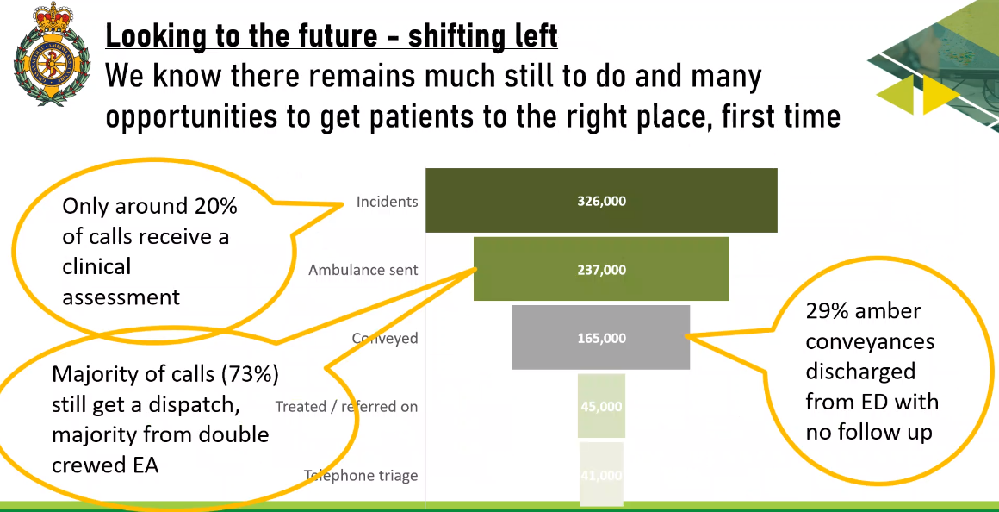 Looking to the future - shifting left
We know there remains much still to do and many
opportunities to get patients to the right place, first time
Only around 20%
of calls receive a
clinical
assessment
Majority of calls (73%)
still get a dispatch,
majority from double
crewed EA
Incidents
326,000
Ambulance sent
237,000
Conveyed
165,000
Treated / referred on
45,000
Telephone triage
41,000
29% amber
conveyances
discharged
from ED with
no follow up